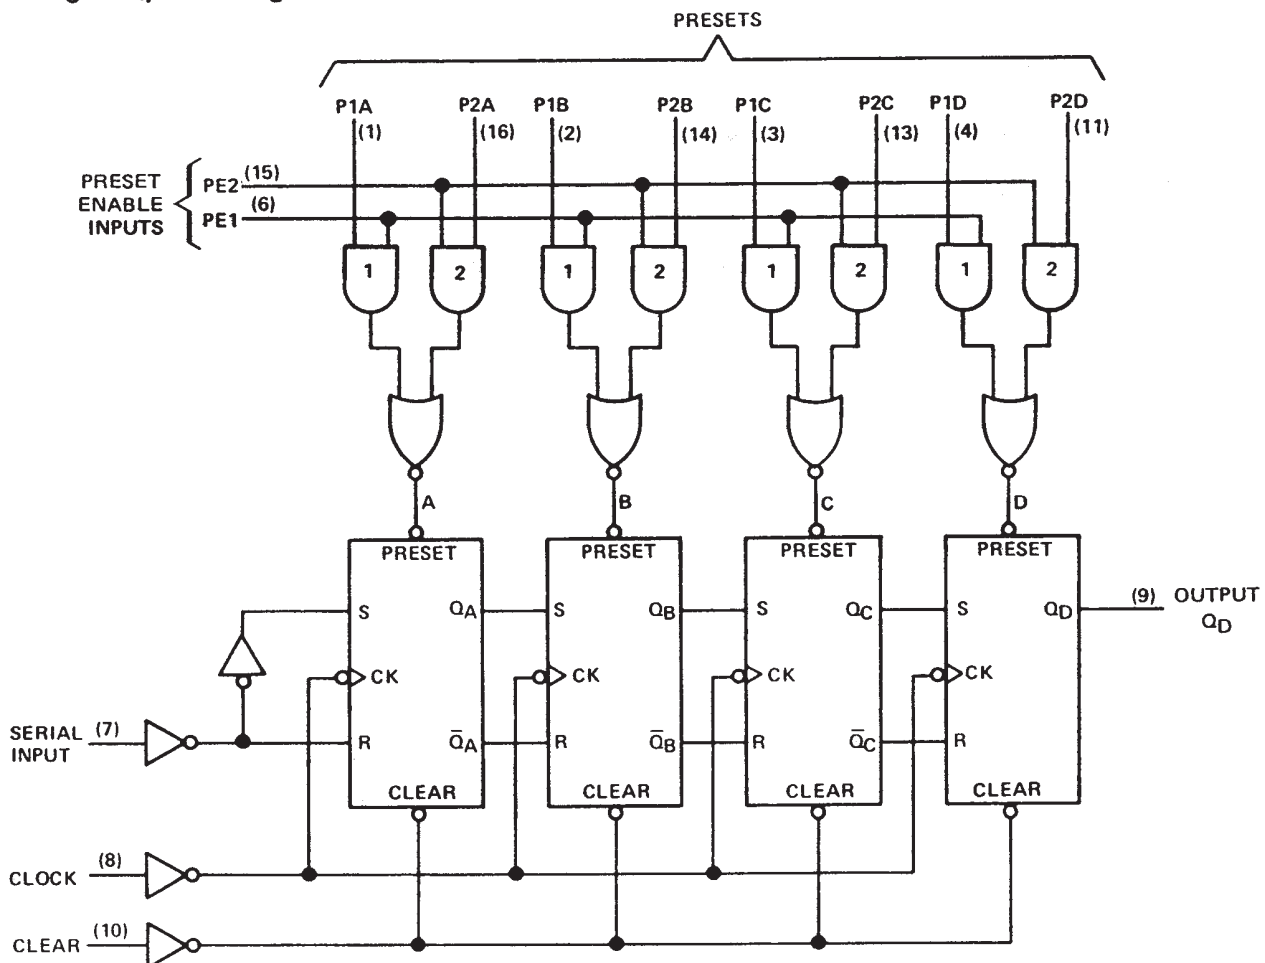 PRESETS
P1A P2A P1B P2B P1C P2C P1D P2D
(1) (16) (2) (14) (3) (13) (4) (11)
PRESET
ENABLE
INPUTS
PE2 (15)
PE1 (6)
1 2 1 2 1 2 1 2
A B C D
PRESET PRESET PRESET PRESET
S QA S QB S QC S QD (9) OUTPUT
QD
CK CK CK CK
SERIAL (7)
INPUT
R Q̅A R Q̅B R Q̅C R
CLEAR CLEAR CLEAR CLEAR
CLOCK (8)
CLEAR (10)